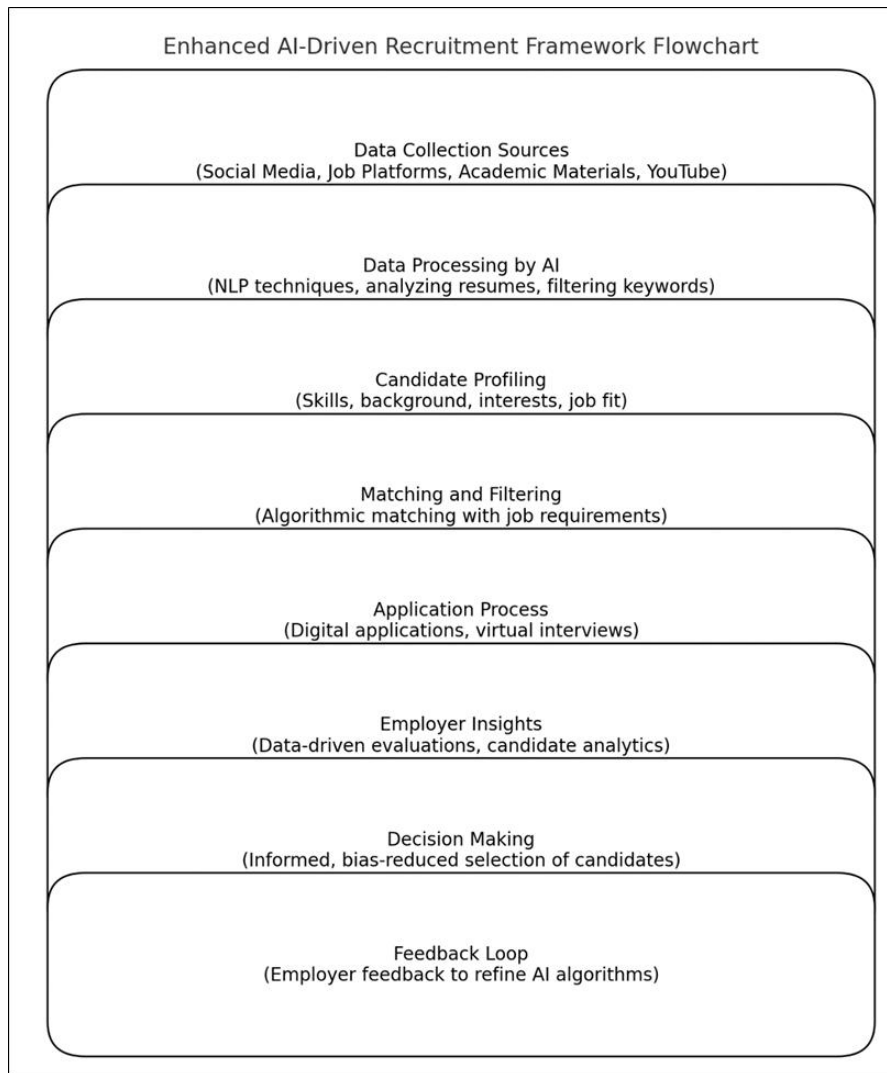 Enhanced AI-Driven Recruitment Framework Flowchart
Data Collection Sources
(Social Media, Job Platforms, Academic Materials, YouTube)
Data Processing by AI
(NLP techniques, analyzing resumes, filtering keywords)
Candidate Profiling
(Skills, background, interests, job fit)
Matching and Filtering
(Algorithmic matching with job requirements)
Application Process
(Digital applications, virtual interviews)
Employer Insights
(Data-driven evaluations, candidate analytics)
Decision Making
(Informed, bias-reduced selection of candidates)
Feedback Loop
(Employer feedback to refine AI algorithms)